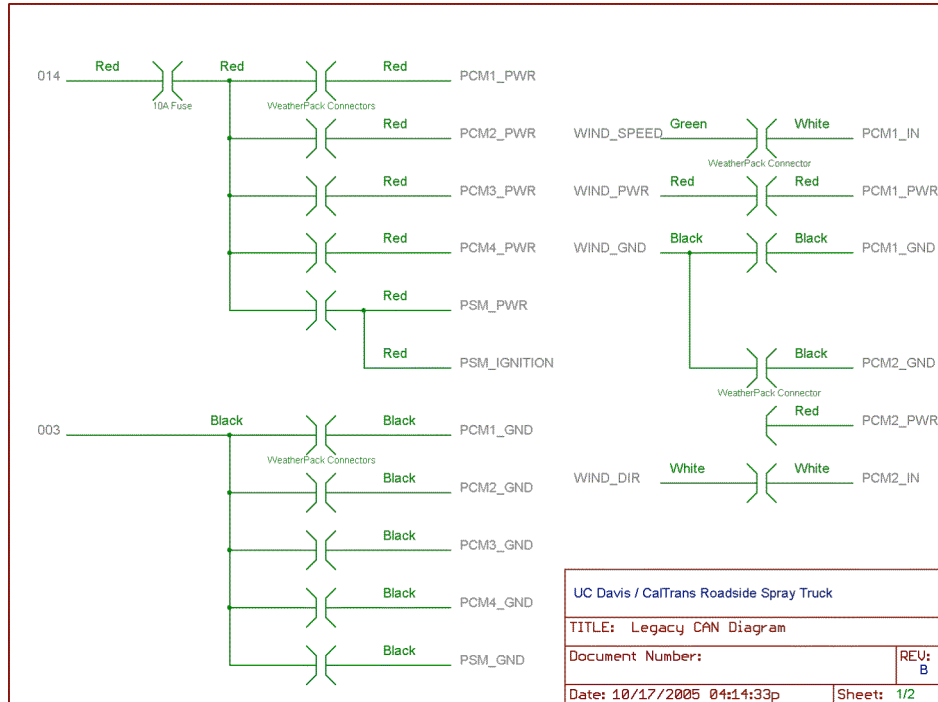 014 Red Red Red PCM1_PWR
10A Fuse WeatherPack Connectors
Red PCM2_PWR
Red PCM3_PWR
Red PCM4_PWR
Red PSM_PWR
Red PSM_IGNITION
003 Black Black PCM1_GND
WeatherPack Connectors
Black PCM2_GND
Black PCM3_GND
Black PCM4_GND
Black PSM_GND
WIND_SPEED Green White PCM1_IN
WeatherPack Connector
WIND_PWR Red Red PCM1_PWR
WIND_GND Black Black PCM1_GND
Black PCM2_GND
WeatherPack Connector
Red PCM2_PWR
WIND_DIR White White PCM2_IN
UC Davis / CalTrans Roadside Spray Truck
TITLE: Legacy CAN Diagram
Document Number:
REV:
B
Date: 10/17/2005 04:14:33p Sheet: 1/2